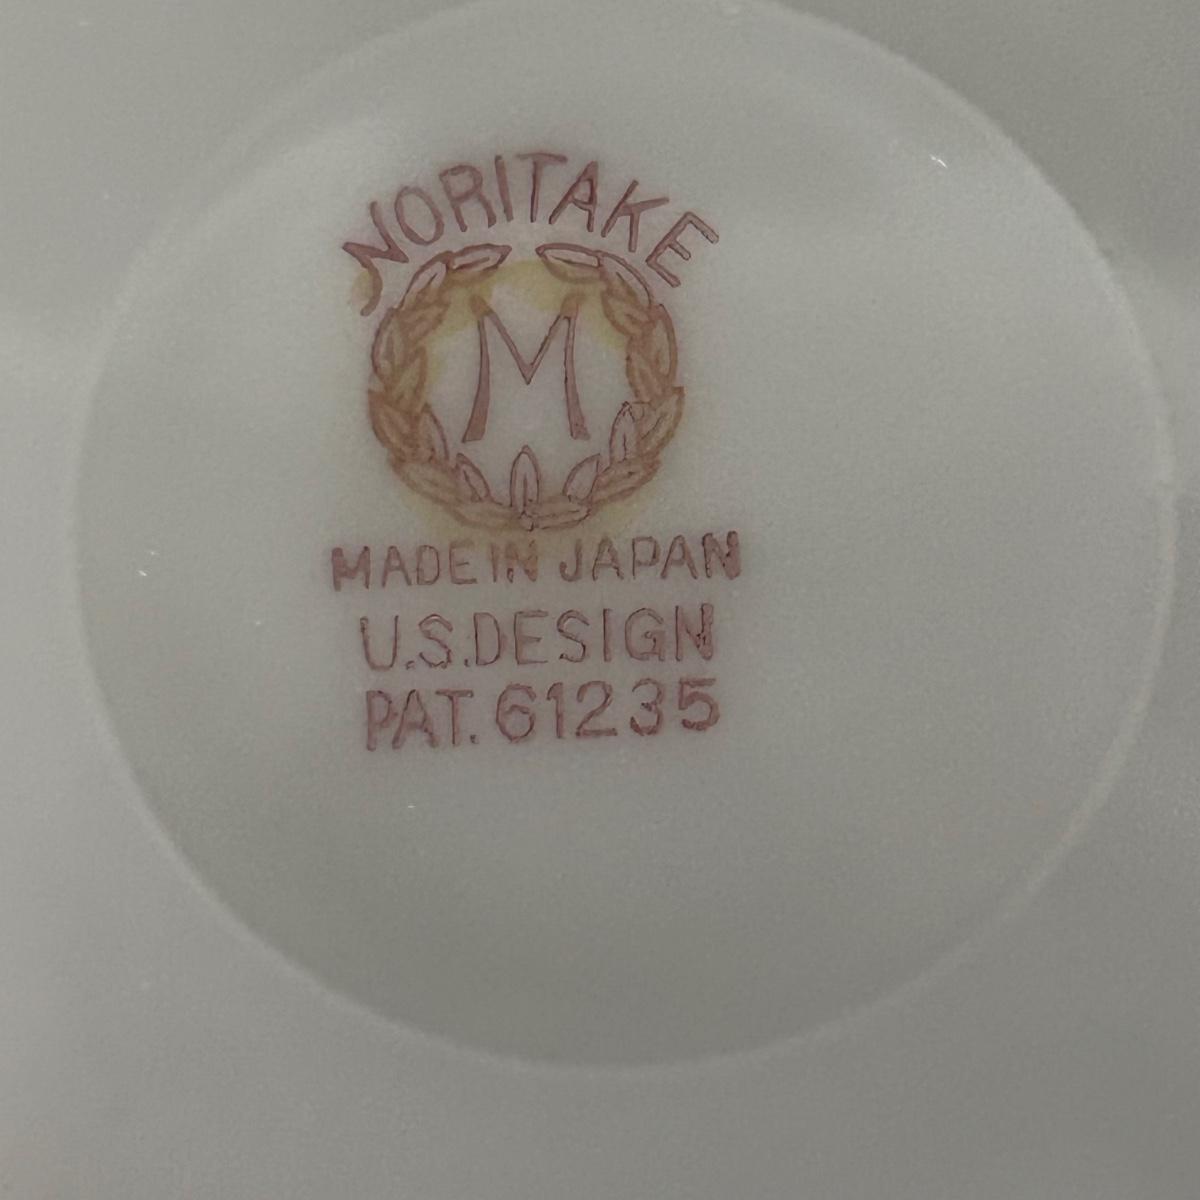 NORITAKE
M
MADE IN JAPAN
U.S.DESIGN
PAT. 61235